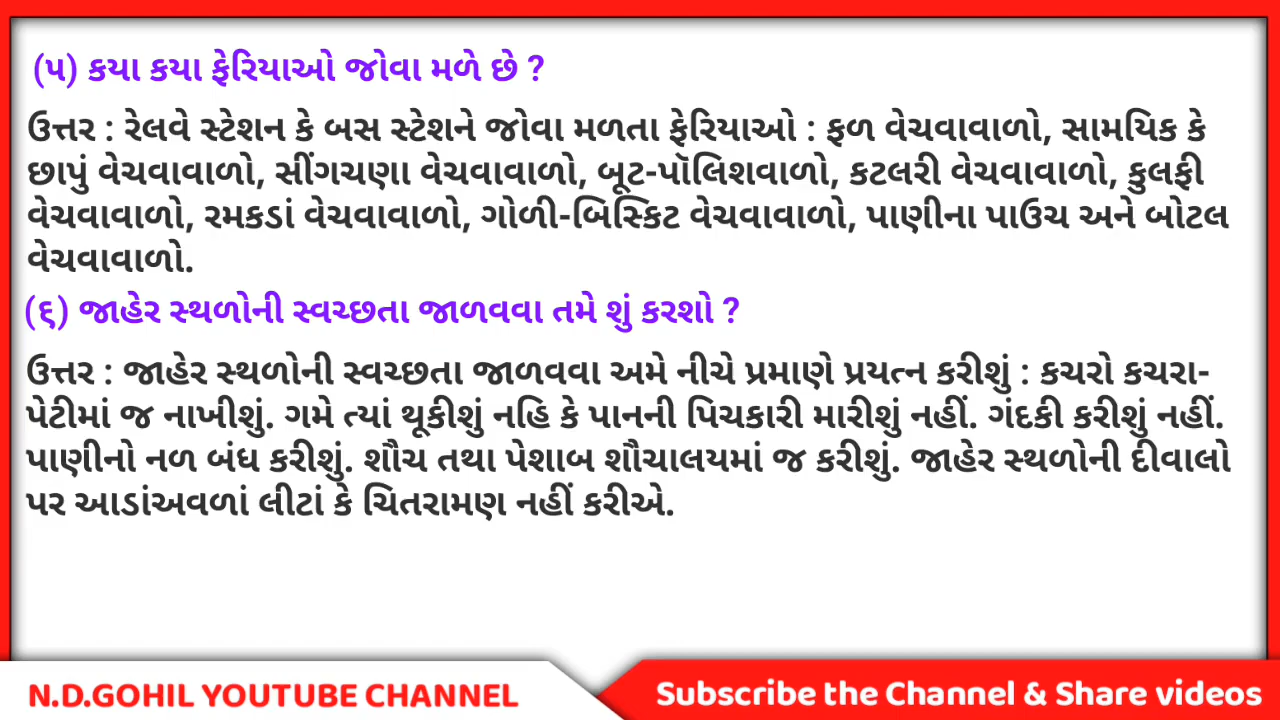 (૫) કયા કયા ફેરિયાઓ જોવા મળે છે ?
ઉત્તર : રેલવે સ્ટેશન કે બસ સ્ટેશને જોવા મળતા ફેરિયાઓ : ફળ વેચવાવાળો, સામયિક કે
છાપું વેચવાવાળો, સીંગચણા વેચવાવાળો, બૂટ-પૉલિશવાળો, કટલરી વેચવાવાળો, કુલફી
વેચવાવાળો, રમકડાં વેચવાવાળો, ગોળી-બિસ્કિટ વેચવાવાળો, પાણીના પાઉચ અને બોટલ
વેચવાવાળો.
(૬) જાહેર સ્થળોની સ્વચ્છતા જાળવવા તમે શું કરશો ?
ઉત્તર : જાહેર સ્થળોની સ્વચ્છતા જાળવવા અમે નીચે પ્રમાણે પ્રયત્ન કરીશું : કચરો કચરા-
પેટીમાં જ નાખીશું. ગમે ત્યાં થૂકીશું નહિ કે પાનની પિચકારી મારીશું નહીં. ગંદકી કરીશું નહીં.
પાણીનો નળ બંધ કરીશું. શૌચ તથા પેશાબ શૌચાલયમાં જ કરીશું. જાહેર સ્થળોની દીવાલો
પર આડાંઅવળાં લીટાં કે ચિતરામણ નહીં કરીએ.
N.D.GOHIL YOUTUBE CHANNEL
Subscribe the Channel & Share videos